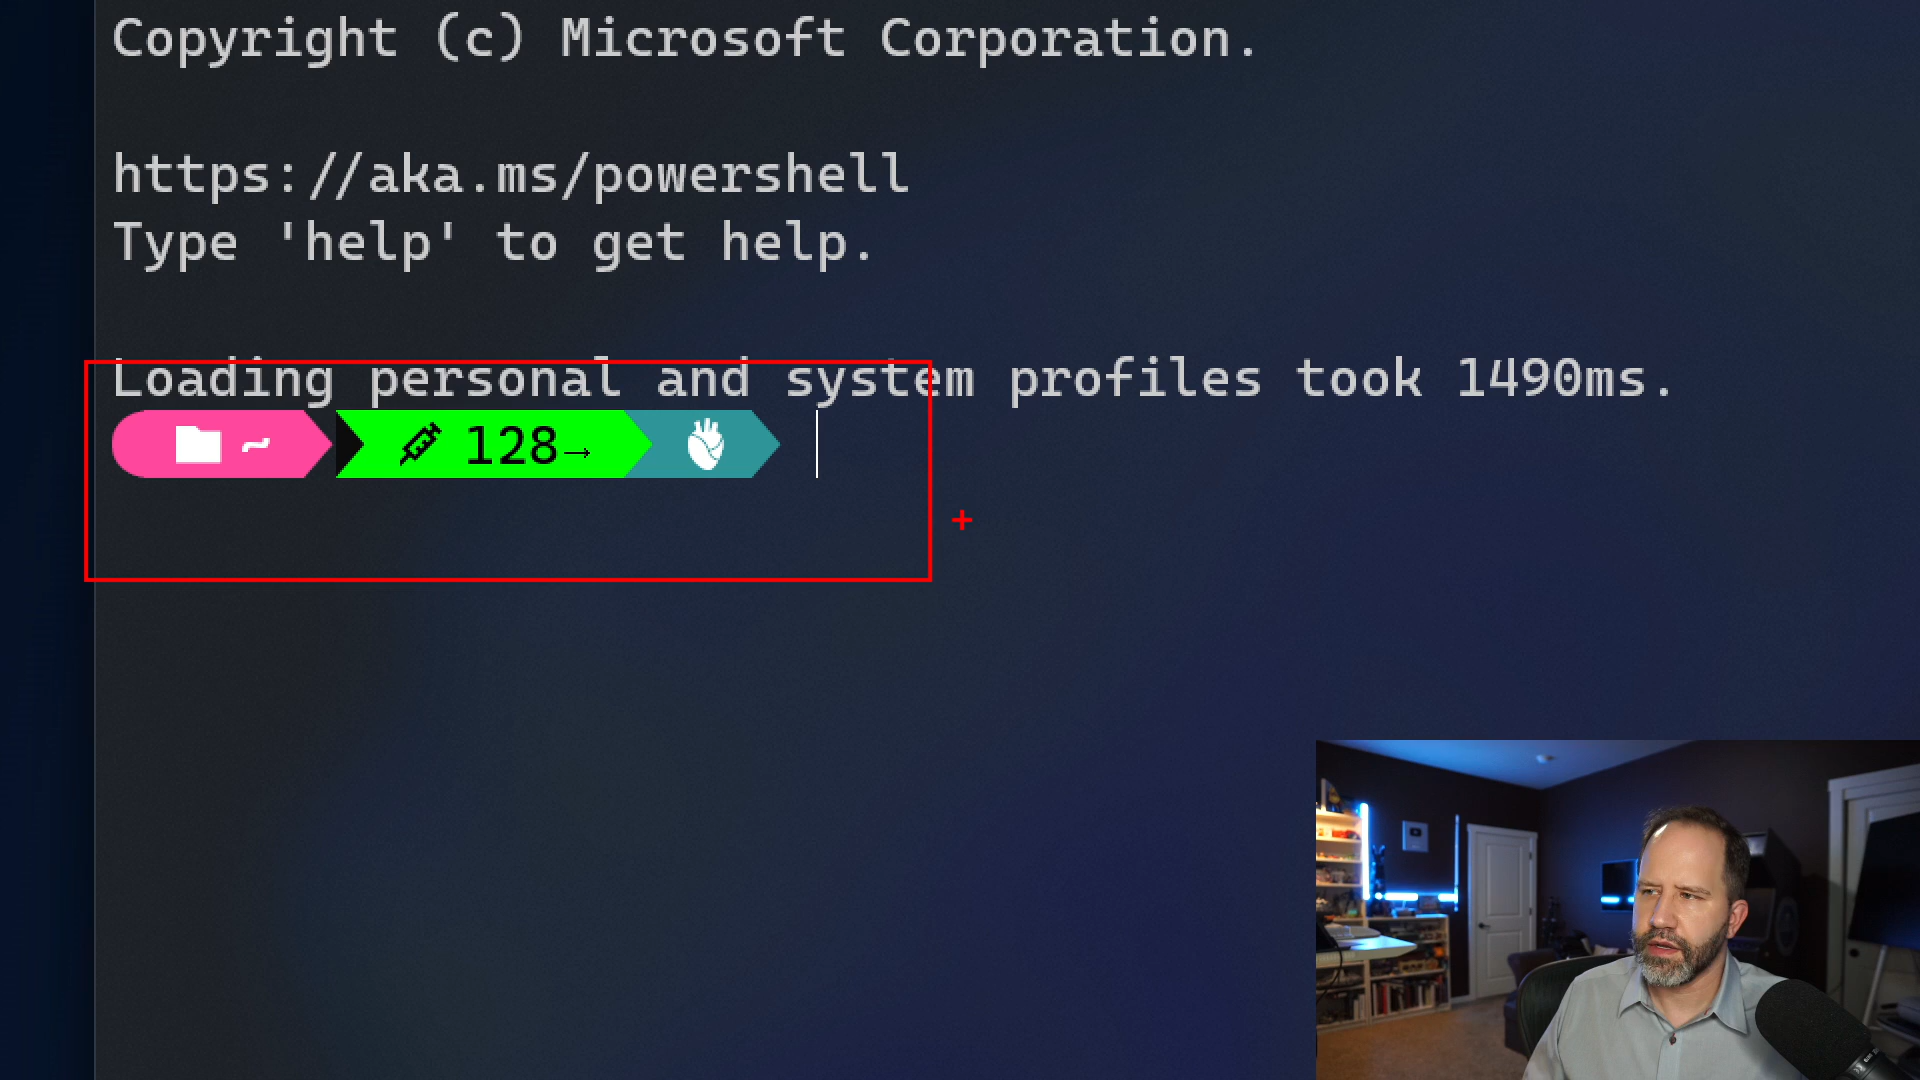 Copyright (c) Microsoft Corporation.
https://aka.ms/powershell
Type 'help' to get help.
Loading personal and system profiles took 1490ms.
~ 128→